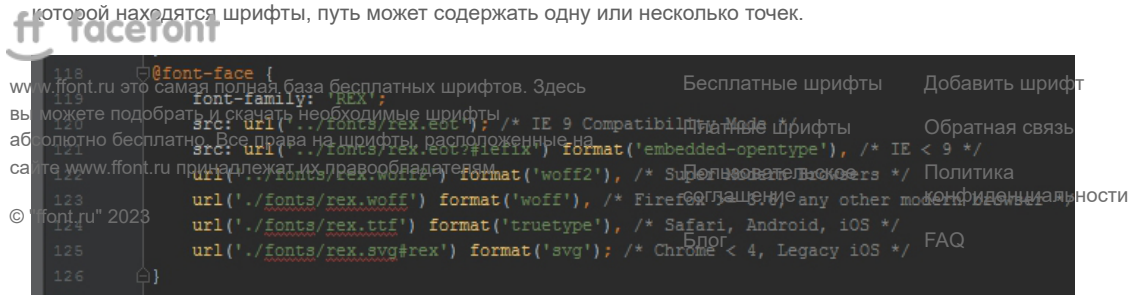 которой находятся шрифты, путь может содержать одну или несколько точек.
ff facefont
www.ffont.ru это самая полная база бесплатных шрифтов. Здесь
вы можете подобрать и скачать необходимые шрифты
абсолютно бесплатно. Все права на шрифты, расположенные на
сайте www.ffont.ru принадлежат их правообладателям.
© "ffont.ru" 2023
Бесплатные шрифты
Платные шрифты
Пользовательское
соглашение
Блог
Добавить шрифт
Обратная связь
Политика
конфиденциальности
FAQ
118 @font-face {
119 font-family: 'REX';
120 src: url('../fonts/rex.eot'); /* IE 9 Compatibility Mode */
121 src: url('../fonts/rex.eot?#iefix') format('embedded-opentype'), /* IE < 9 */
122 url('../fonts/rex.woff2') format('woff2'), /* Super Modern Browsers */
123 url('./fonts/rex.woff') format('woff'), /* Firefox >= 3.6, any other modern browser */
124 url('./fonts/rex.ttf') format('truetype'), /* Safari, Android, iOS */
125 url('./fonts/rex.svg#rex') format('svg'); /* Chrome < 4, Legacy iOS */
126 }